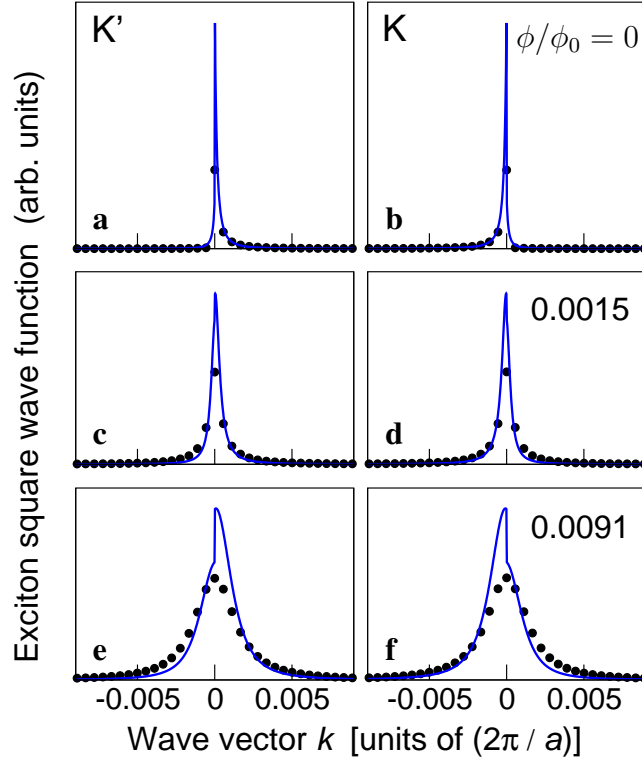 K’
K
ϕ/ϕ₀ = 0
a
b
0.0015
c
d
0.0091
e
f
-0.005 0 0.005
-0.005 0 0.005
Wave vector k [units of (2π / a)]
Exciton square wave function (arb. units)